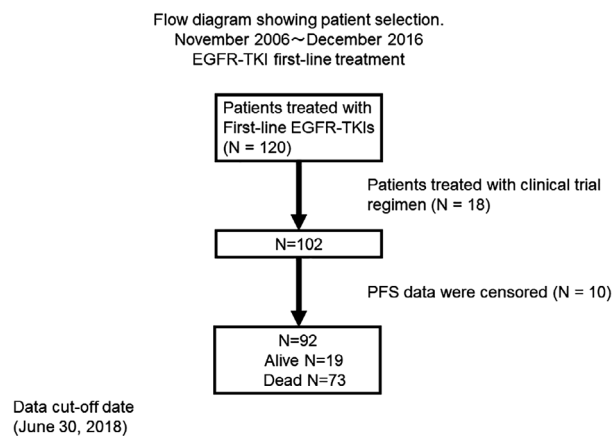 Flow diagram showing patient selection.
November 2006～December 2016
EGFR-TKI first-line treatment
Patients treated with
First-line EGFR-TKIs
(N = 120)
Patients treated with clinical trial
regimen (N = 18)
N=102
PFS data were censored (N = 10)
N=92
Alive N=19
Dead N=73
Data cut-off date
(June 30, 2018)